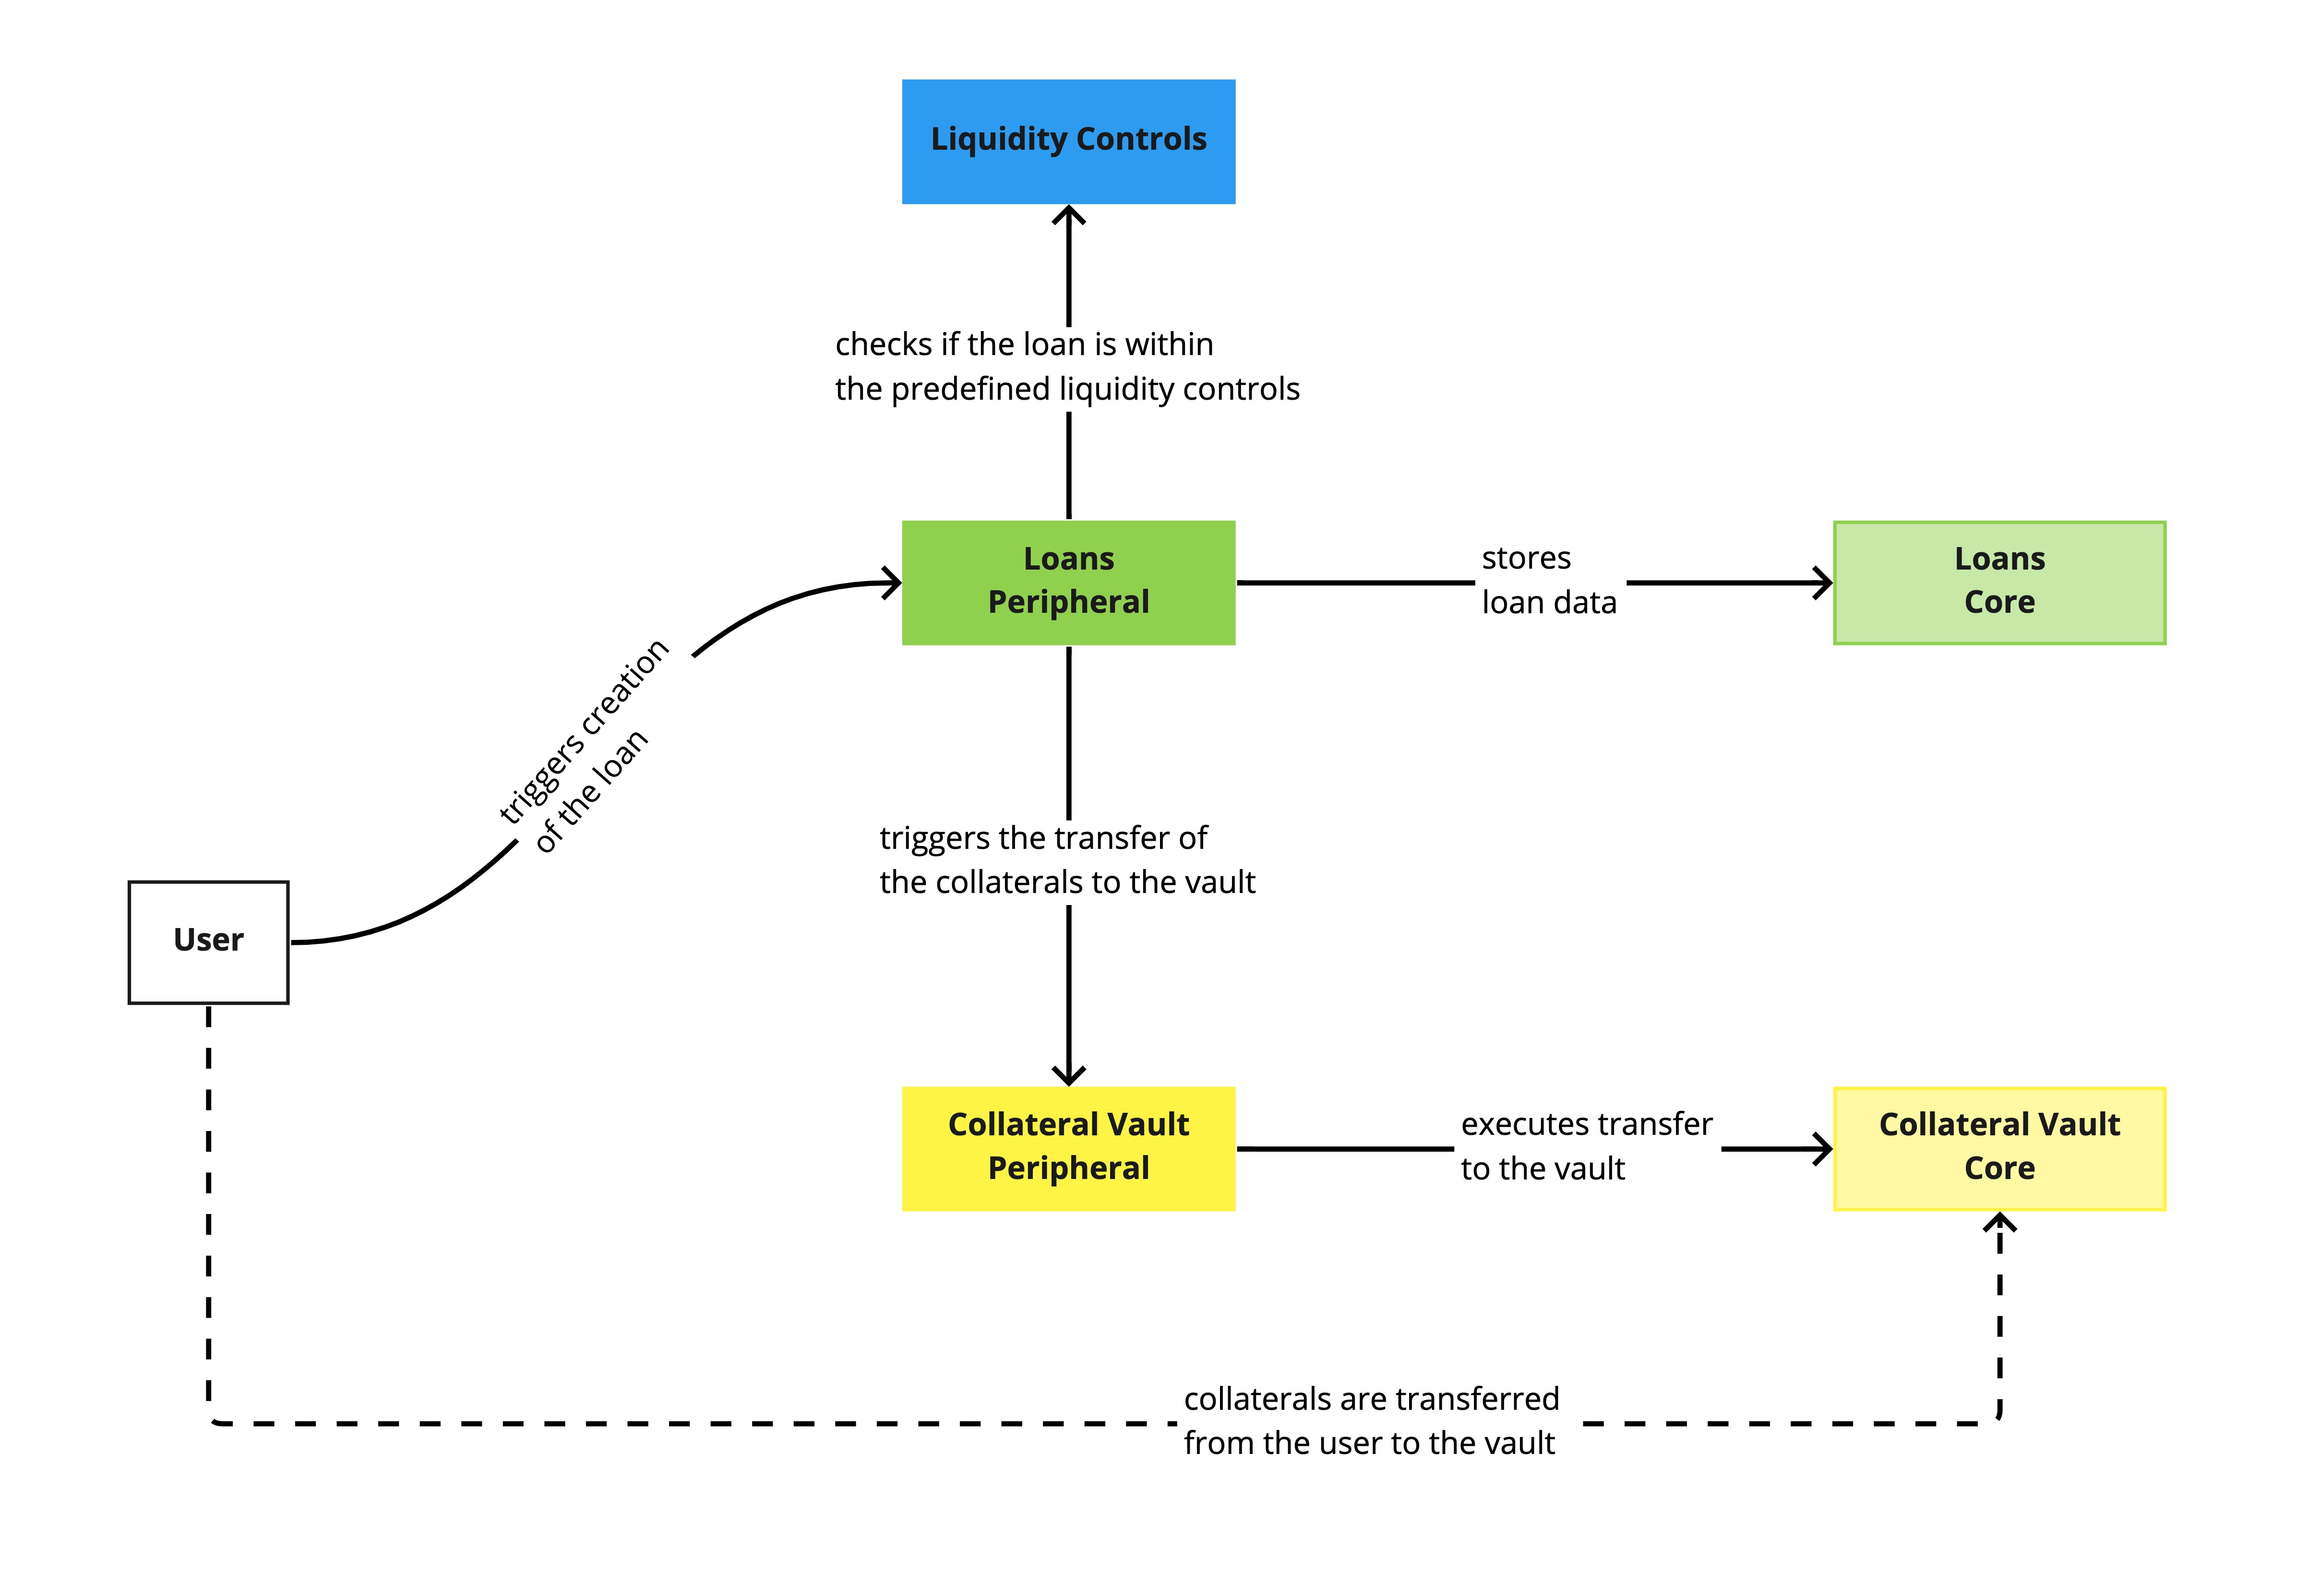 Liquidity Controls
checks if the loan is within
the predefined liquidity controls
Loans
Peripheral
stores
loan data
Loans
Core
triggers creation
of the loan
triggers the transfer of
the collaterals to the vault
User
Collateral Vault
Peripheral
executes transfer
to the vault
Collateral Vault
Core
collaterals are transferred
from the user to the vault